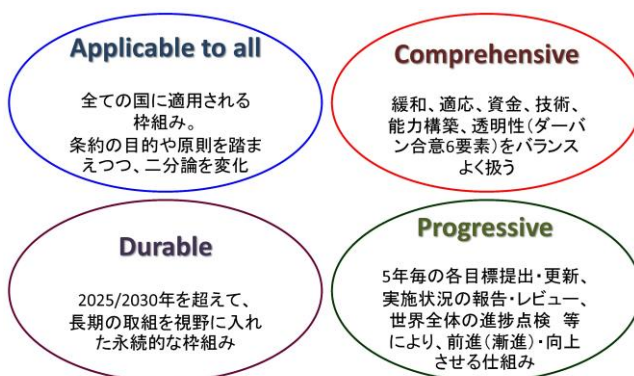 Applicable to all
全ての国に適用される
枠組み。
条約の目的や原則を踏ま
えつつ、二分論を変化
Comprehensive
緩和、適応、資金、技術、
能力構築、透明性(ダーバ
ン合意6要素)をバランス
よく扱う
Durable
2025/2030年を超えて、
長期の取組を視野に入れ
た永続的な枠組み
Progressive
5年毎の各目標提出・更新、
実施状況の報告・レビュー、
世界全体の進捗点検 等
により、前進(漸進)・向上
させる仕組み